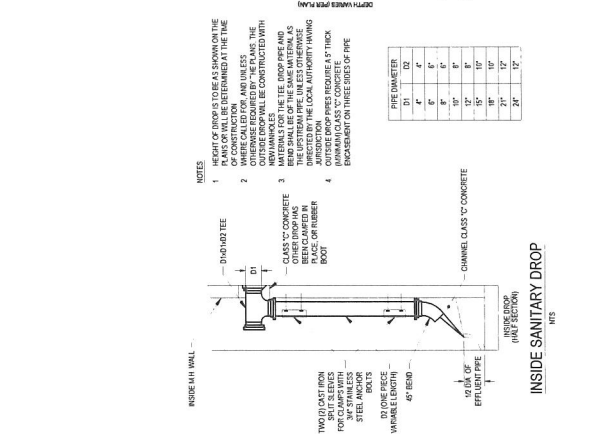 DEPTH VARIES (PER PLAN)
NOTES
1 HEIGHT OF DROP IS TO BE AS SHOWN ON THE
PLANS OR WILL BE DETERMINED AT THE TIME
OF CONSTRUCTION
2 WHERE CALLED FOR, AND UNLESS
OTHERWISE REQUIRED BY THE PLANS, THE
OUTSIDE DROP WILL BE CONSTRUCTED WITH
NEW MANHOLES
3 MATERIALS FOR THE TEE, DROP PIPE AND
BEND SHALL BE OF THE SAME MATERIAL AS
THE UPSTREAM PIPE, UNLESS OTHERWISE
DIRECTED BY THE LOCAL AUTHORITY HAVING
JURISDICTION
4 OUTSIDE DROP PIPES REQUIRE A 5" THICK
(MINIMUM) CLASS "C" CONCRETE
ENCASEMENT ON THREE SIDES OF PIPE
PIPE DIAMETER
D1 D2
4" 4"
6" 6"
8" 6"
10" 8"
12" 8"
15" 10"
18" 10"
21" 12"
24" 12"
INSIDE M.H. WALL
D1xD1xD2 TEE
D1
CLASS "C" CONCRETE
OTHER DROP HAS
BEEN CLAMPED IN
PLACE, OR RUBBER
BOOT
TWO (2) CAST IRON
SPLIT SLEEVES
FOR CLAMPS WITH
3/4" STAINLESS
STEEL ANCHOR
BOLTS
D2 (ONE PIECE
VARIABLE LENGTH)
45° BEND
CHANNEL CLASS "C" CONCRETE
1/2 DIA. OF
EFFLUENT PIPE
INSIDE DROP
(HALF SECTION)
INSIDE SANITARY DROP
NTS